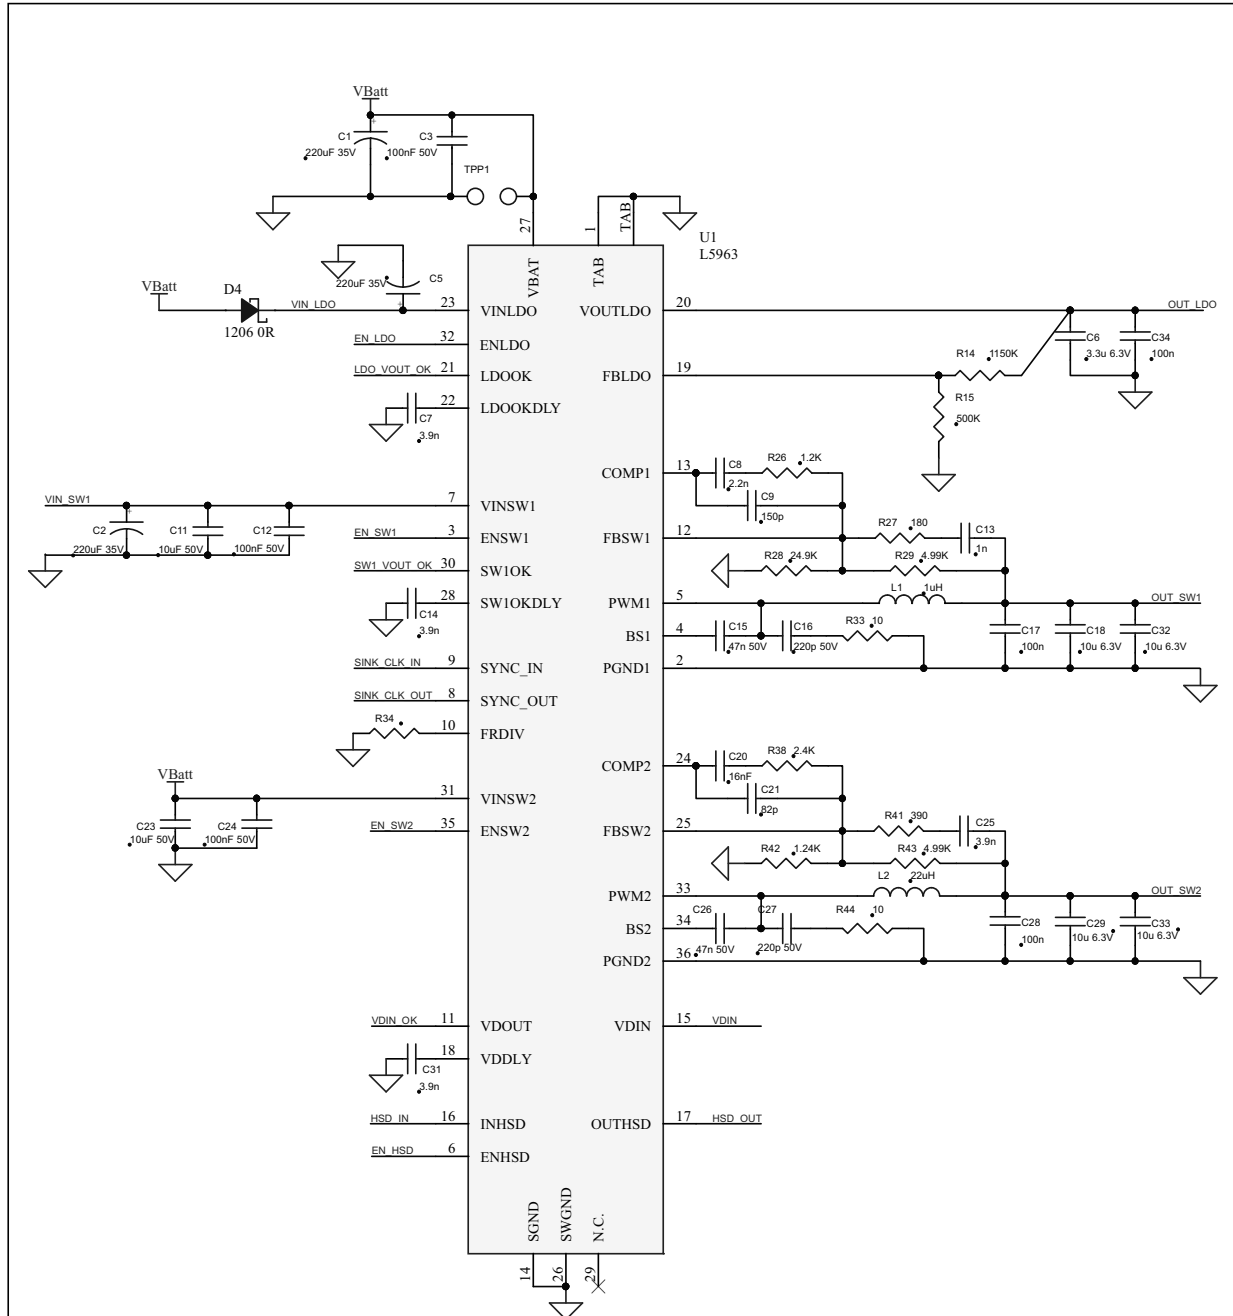 VBatt
C1
220uF 35V
C3
100nF 50V
TPP1
27
1
TAB
U1
L5963
VBAT
TAB
220uF 35V
C5
VBatt
D4
1206 0R
VIN_LDO
23
VINLDO
VOUTLDO
20
OUT_LDO
EN_LDO
32
ENLDO
C6
3.3u 6.3V
C34
100n
LDO_VOUT_OK
21
LDOOK
FBLDO
19
R14
1150K
22
LDOOKDLY
C7
3.9n
R15
500K
COMP1
13
C8
2.2n
R26
1.2K
C9
150p
VIN_SW1
7
VINSW1
C2
220uF 35V
C11
10uF 50V
C12
100nF 50V
EN_SW1
3
ENSW1
FBSW1
12
R27
180
C13
1n
SW1_VOUT_OK
30
SW1OK
R28
24.9K
R29
4.99K
28
SW1OKDLY
C14
3.9n
PWM1
5
L1
1uH
OUT_SW1
BS1
4
C15
47n 50V
C16
220p 50V
R33
10
C17
100n
C18
10u 6.3V
C32
10u 6.3V
SINK_CLK_IN
9
SYNC_IN
PGND1
2
SINK_CLK_OUT
8
SYNC_OUT
R34
10
FRDIV
COMP2
24
C20
16nF
R38
2.4K
C21
82p
VBatt
31
VINSW2
C23
10uF 50V
C24
100nF 50V
EN_SW2
35
ENSW2
FBSW2
25
R41
390
C25
3.9n
R42
1.24K
R43
4.99K
PWM2
33
L2
22uH
OUT_SW2
BS2
34
C26
47n 50V
C27
220p 50V
R44
10
C28
100n
C29
10u 6.3V
C33
10u 6.3V
PGND2
36
VDIN_OK
11
VDOUT
VDIN
15
VDIN
18
VDDLY
C31
3.9n
HSD_IN
16
INHSD
OUTHSD
17
HSD_OUT
EN_HSD
6
ENHSD
SGND
SWGND
N.C.
14
26
29